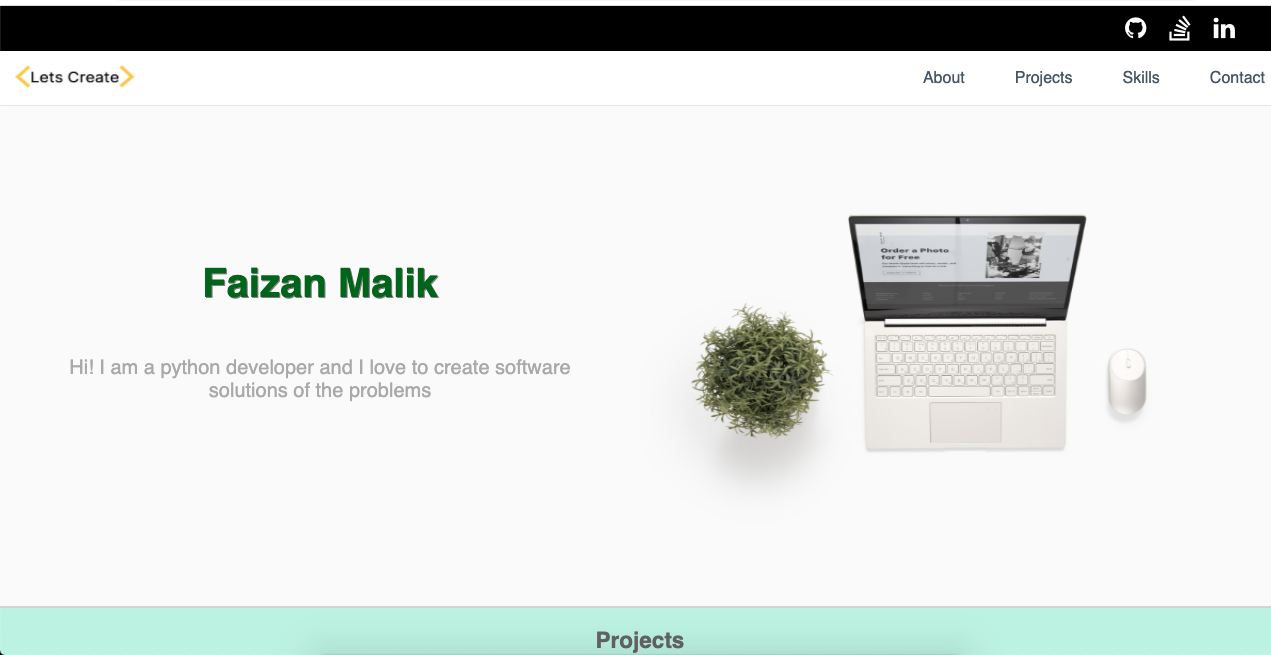 <Lets Create>
About
Projects
Skills
Contact
Faizan Malik
Hi! I am a python developer and I love to create software
solutions of the problems
Order a Photo
for Free
Projects